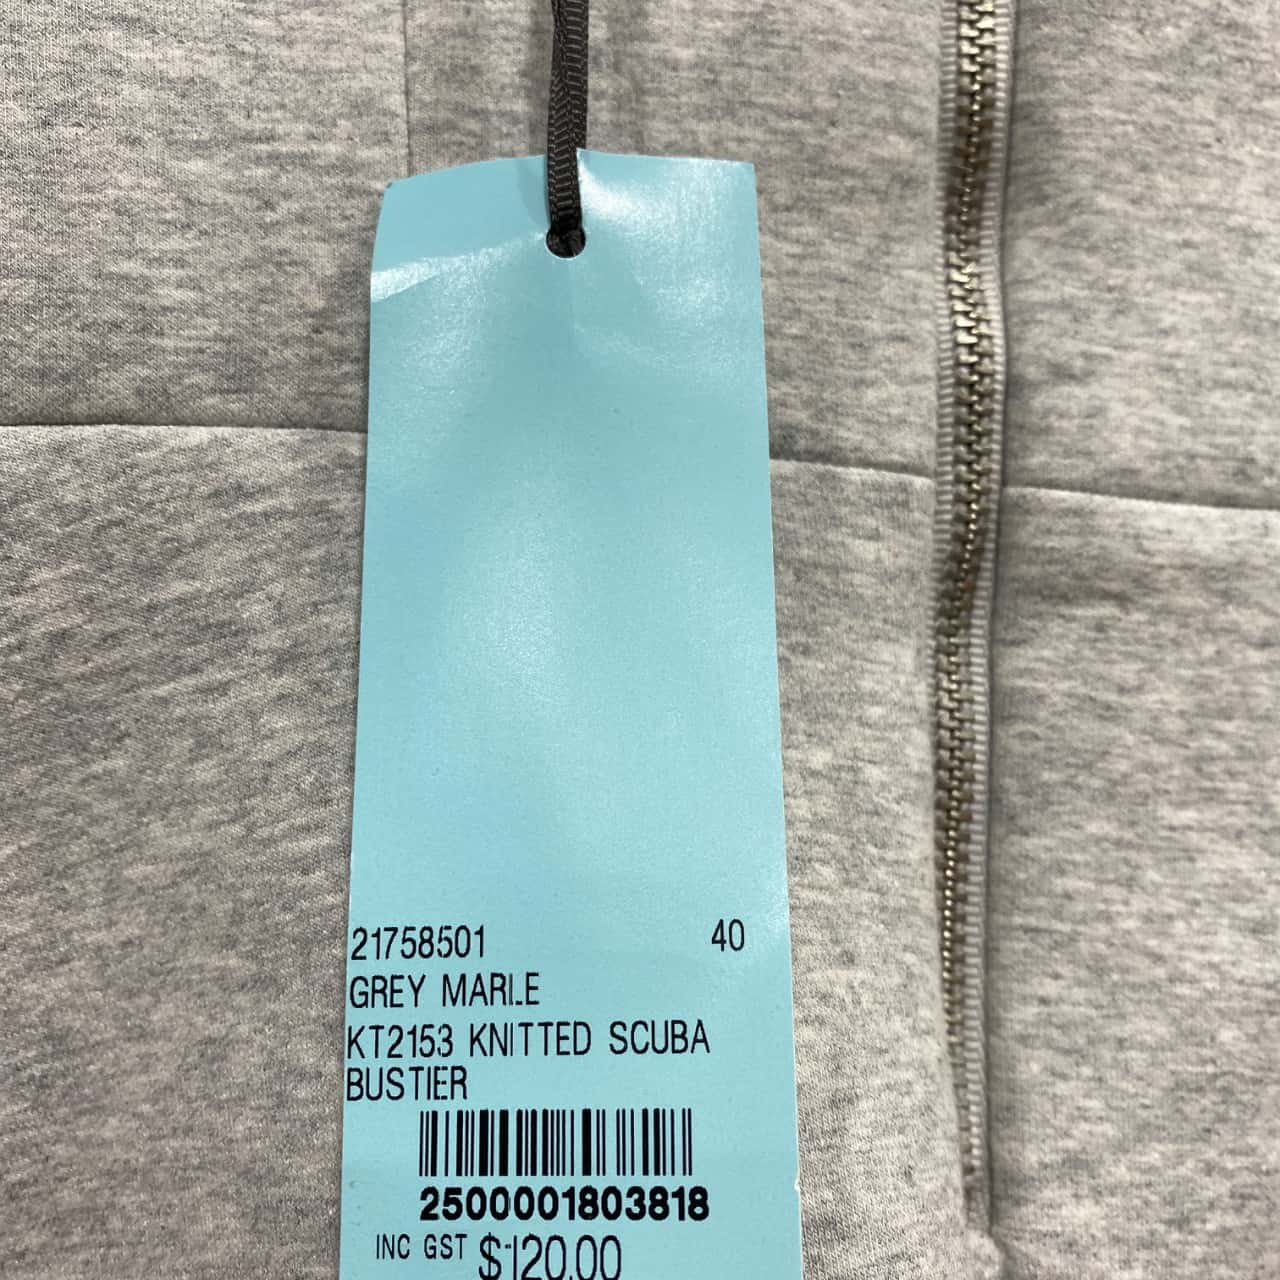 21758501 40
GREY MARLE
KT2153 KNITTED SCUBA
BUSTIER
2500001803818
INC GST $120.00